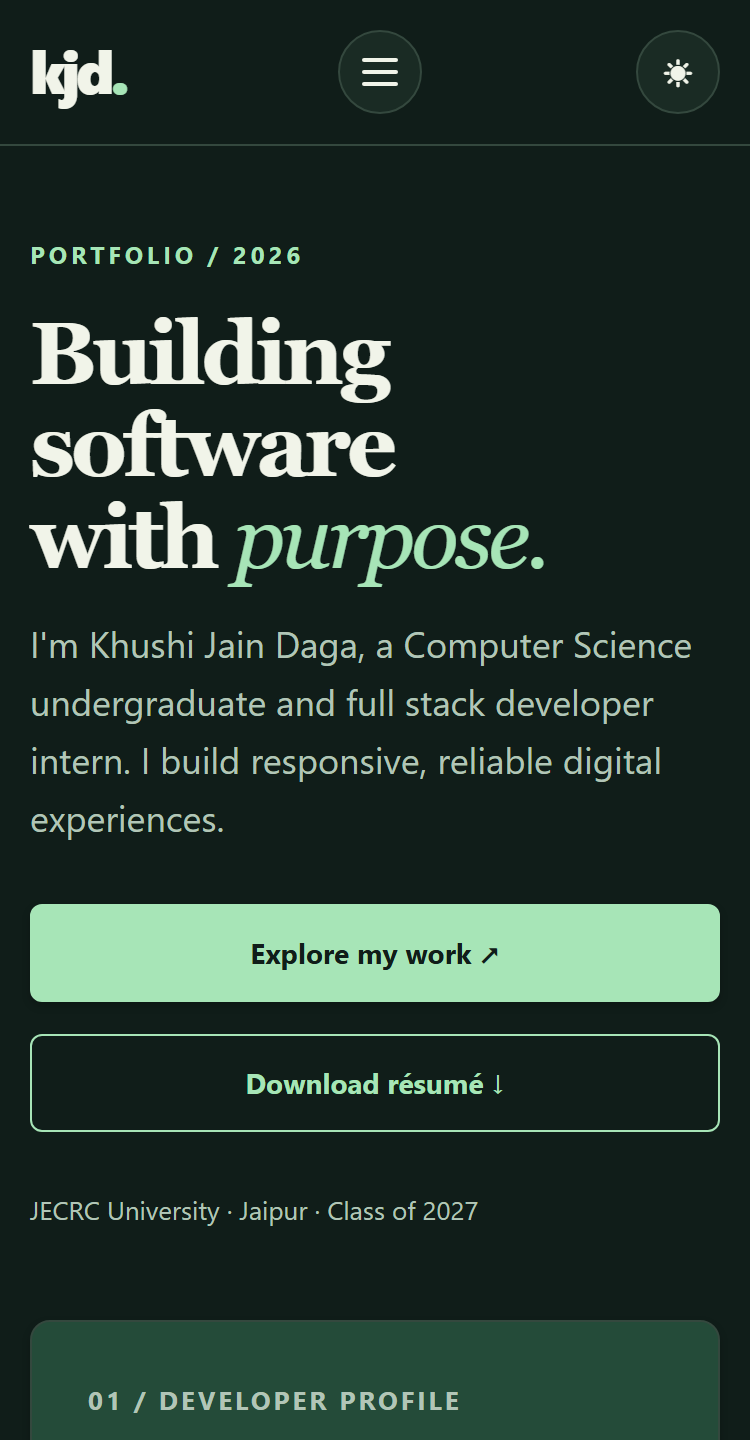 kjd.
PORTFOLIO / 2026
Building
software
with purpose.
I'm Khushi Jain Daga, a Computer Science
undergraduate and full stack developer
intern. I build responsive, reliable digital
experiences.
Explore my work ↗
Download résumé ↓
JECRC University · Jaipur · Class of 2027
01 / DEVELOPER PROFILE